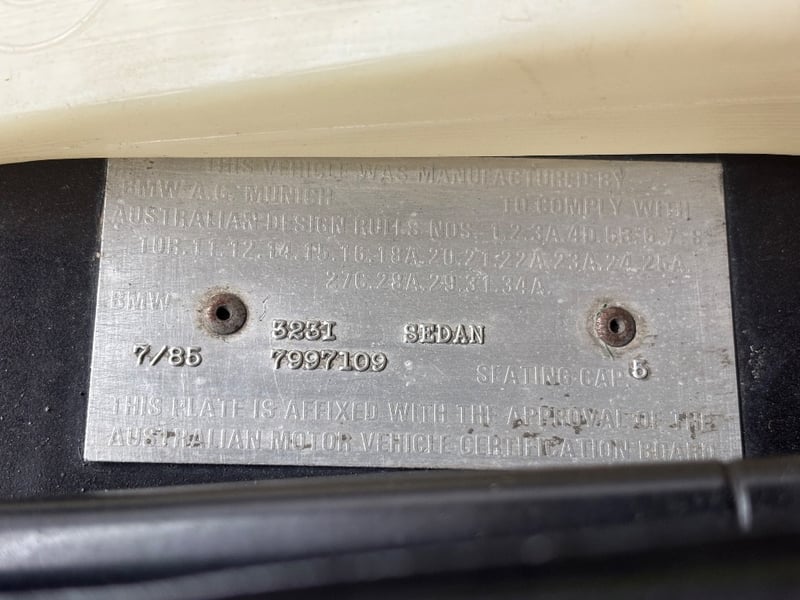 THIS VEHICLE WAS MANUFACTURED BY
BMW A.G. MUNICH TO COMPLY WITH
AUSTRALIAN DESIGN RULES NOS. 1.2.3A.4D.5B.6.7.8
10B.11.12.14.15.16.18A.20.21.22A.23A.24.25A
27C.28A.29.31.34A.
BMW
323I SEDAN
7/85 7997109
SEATING CAP 5
THIS PLATE IS AFFIXED WITH THE APPROVAL OF THE
AUSTRALIAN MOTOR VEHICLE CERTIFICATION BOARD